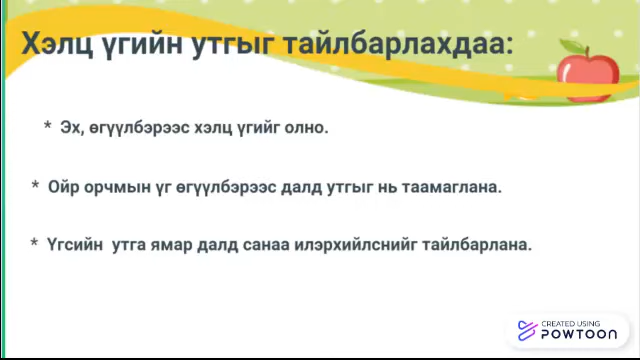 Хэлц үгийн утгыг тайлбарлахдаа:
* Эх, өгүүлбэрээс хэлц үгийг олно.
* Ойр орчмын үг өгүүлбэрээс далд утгыг нь таамаглана.
* Үгсийн утга ямар далд санаа илэрхийлснийг тайлбарлана.
CREATED USING
POWTOON